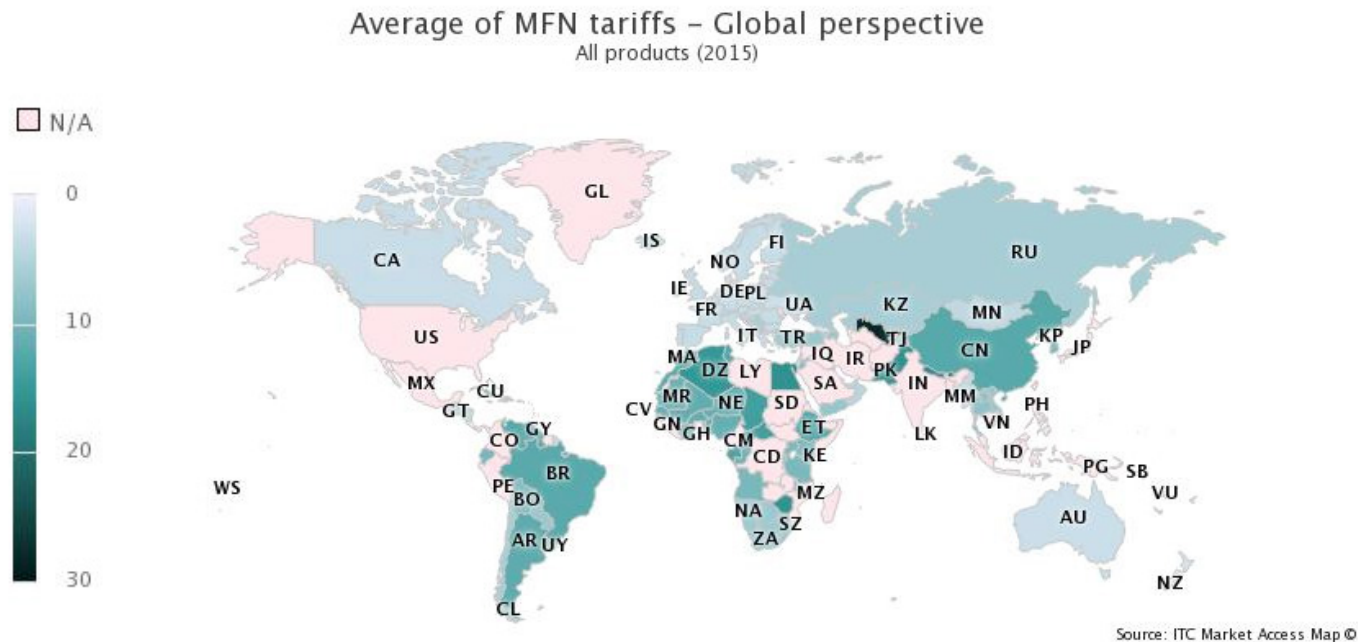 Average of MFN tariffs – Global perspective
All products (2015)
N/A
0
10
20
30
GL
IS
FI
NO
RU
CA
IE
DE
PL
FR
UA
KZ
MN
US
IT
TR
TJ
CN
KP
JP
MA
DZ
LY
IQ
IR
PK
SA
IN
MX
CU
MR
NE
SD
MM
PH
GT
CV
GN
GH
CM
ET
VN
LK
GY
CO
BR
CD
KE
ID
PG
SB
WS
PE
BO
MZ
VU
NA
SZ
AU
AR
UY
ZA
NZ
CL
Source: ITC Market Access Map ©